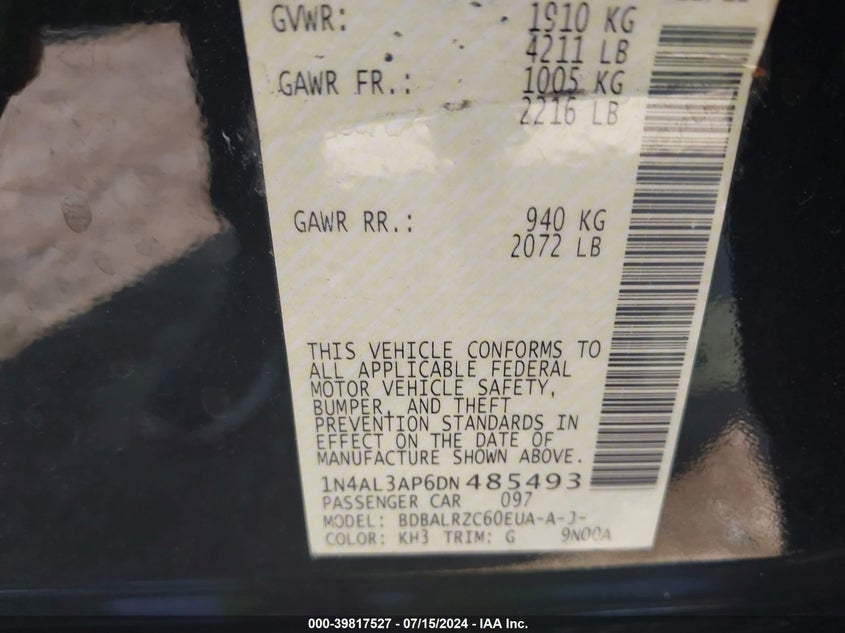 GVWR: 1910 KG
4211 LB
GAWR FR.: 1005 KG
2216 LB
GAWR RR.: 940 KG
2072 LB
THIS VEHICLE CONFORMS TO
ALL APPLICABLE FEDERAL
MOTOR VEHICLE SAFETY,
BUMPER, AND THEFT
PREVENTION STANDARDS IN
EFFECT ON THE DATE OF
MANUFACTURE SHOWN ABOVE.
1N4AL3AP6DN485493
PASSENGER CAR 097
MODEL: BDBALRZC60EUA-A-J-
COLOR: KH3 TRIM: G 9N00A
000-39817527 - 07/15/2024 - IAA Inc.